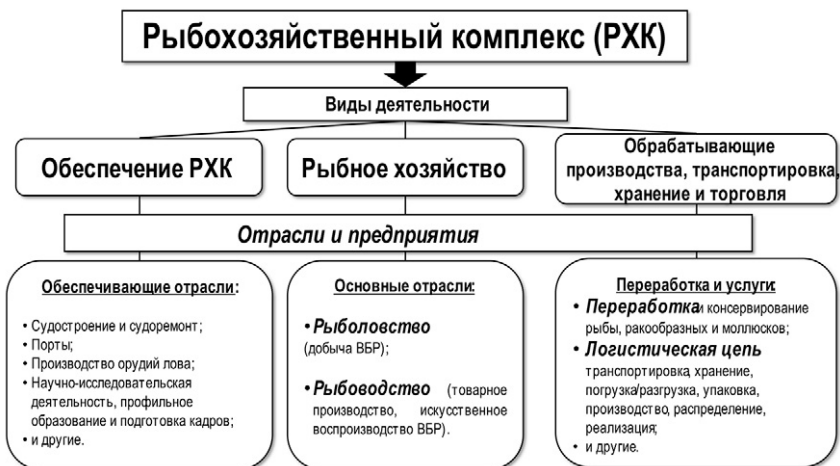 Рыбохозяйственный комплекс (РХК)
Виды деятельности
Обеспечение РХК
Рыбное хозяйство
Обрабатывающие
производства, транспортировка,
хранение и торговля
Отрасли и предприятия
Обеспечивающие отрасли:
• Судостроение и судоремонт;
• Порты;
• Производство орудий лова;
• Научно-исследовательская
деятельность, профильное
образование и подготовка кадров;
• и другие.
Основные отрасли:
• Рыболовство
(добыча ВБР);
• Рыбоводство (товарное
производство, искусственное
воспроизводство ВБР).
Переработка и услуги:
• Переработка и консервирование
рыбы, ракообразных и моллюсков;
• Логистическая цепь
транспортировка, хранение,
погрузка/разгрузка, упаковка,
производство, распределение,
реализация;
• и другие.